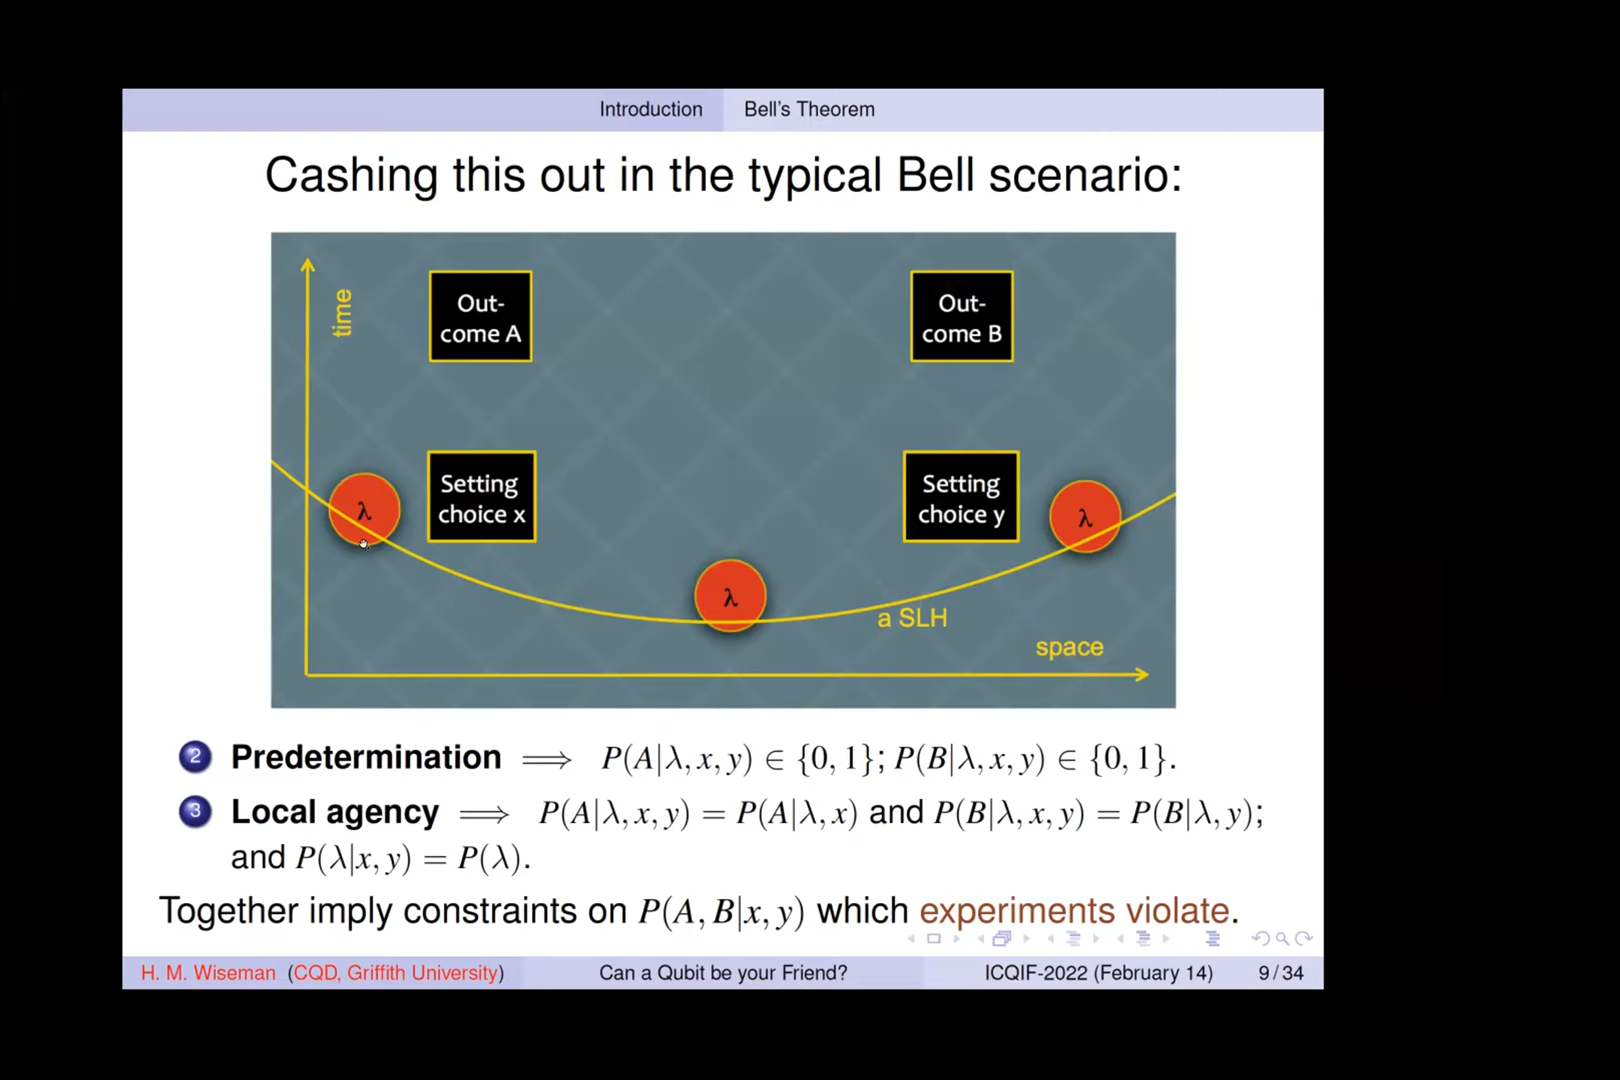 Introduction Bell's Theorem
Cashing this out in the typical Bell scenario:
time
Out-
come A
Out-
come B
Setting
choice x
Setting
choice y
λ
λ
λ
a SLH
space
2 Predetermination ⟹ P(A|λ, x, y) ∈ {0, 1}; P(B|λ, x, y) ∈ {0, 1}.
3 Local agency ⟹ P(A|λ, x, y) = P(A|λ, x) and P(B|λ, x, y) = P(B|λ, y);
and P(λ|x, y) = P(λ).
Together imply constraints on P(A, B|x, y) which experiments violate.
H. M. Wiseman (CQD, Griffith University) Can a Qubit be your Friend? ICQIF-2022 (February 14) 9 / 34